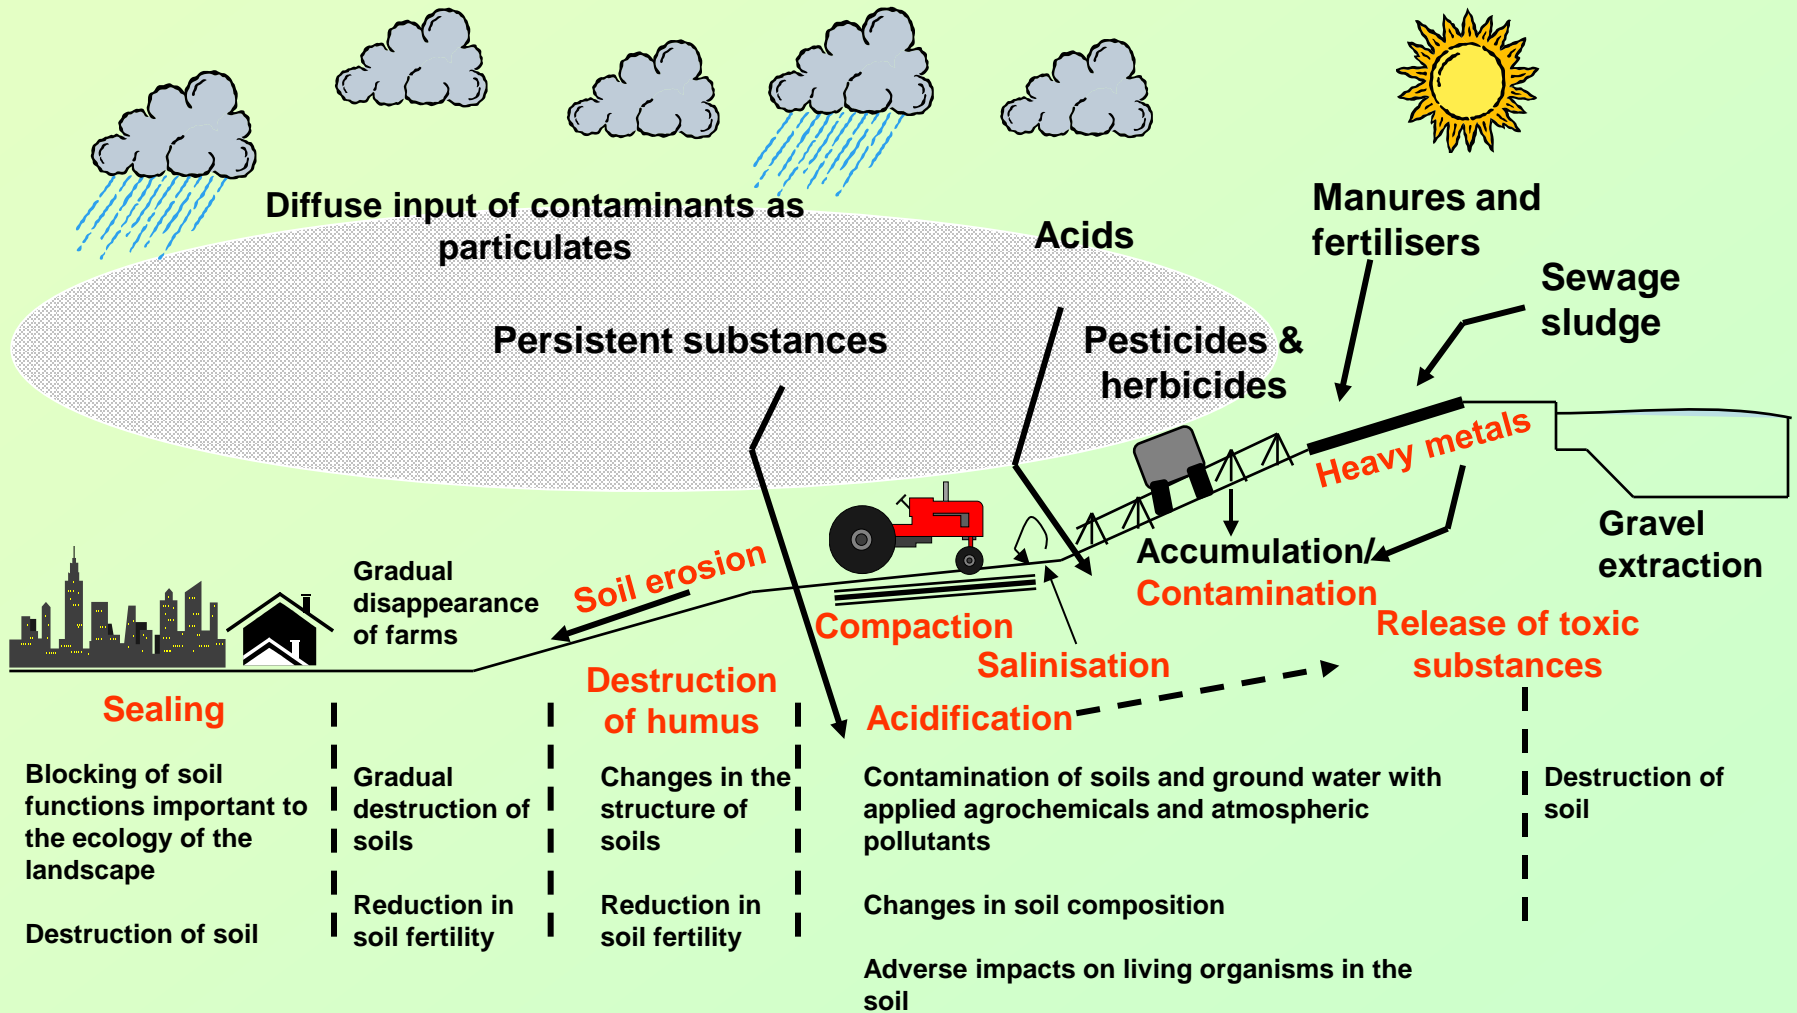 Diffuse input of contaminants as
particulates
Acids
Manures and
fertilisers
Sewage
sludge
Persistent substances
Pesticides &
herbicides
Heavy metals
Gravel
extraction
Accumulation/
Contamination
Soil erosion
Gradual
disappearance
of farms
Compaction
Salinisation
Release of toxic
substances
Sealing
Destruction
of humus
Acidification
Blocking of soil
functions important to
the ecology of the
landscape
Destruction of soil
Gradual
destruction of
soils
Reduction in
soil fertility
Changes in the
structure of
soils
Reduction in
soil fertility
Contamination of soils and ground water with
applied agrochemicals and atmospheric
pollutants
Changes in soil composition
Adverse impacts on living organisms in the
soil
Destruction of
soil